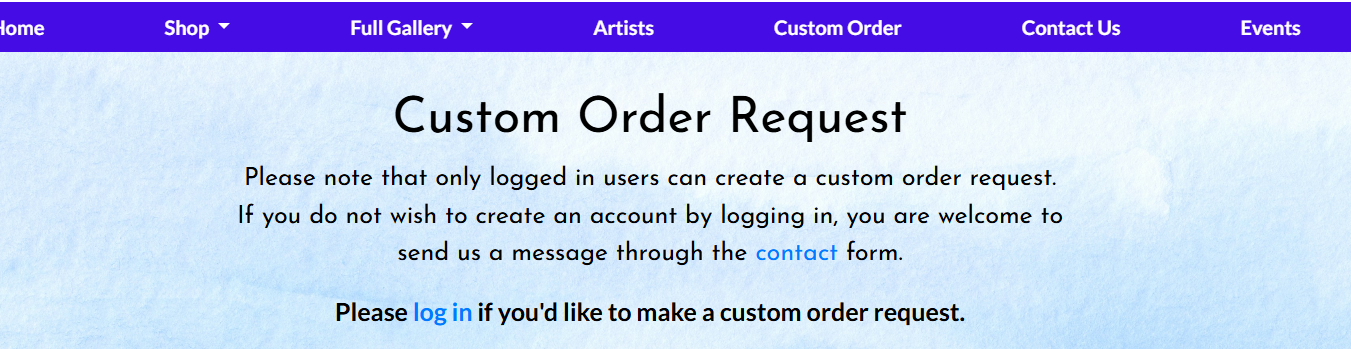 Home Shop Full Gallery Artists Custom Order Contact Us Events
Custom Order Request
Please note that only logged in users can create a custom order request.
If you do not wish to create an account by logging in, you are welcome to
send us a message through the contact form.
Please log in if you'd like to make a custom order request.